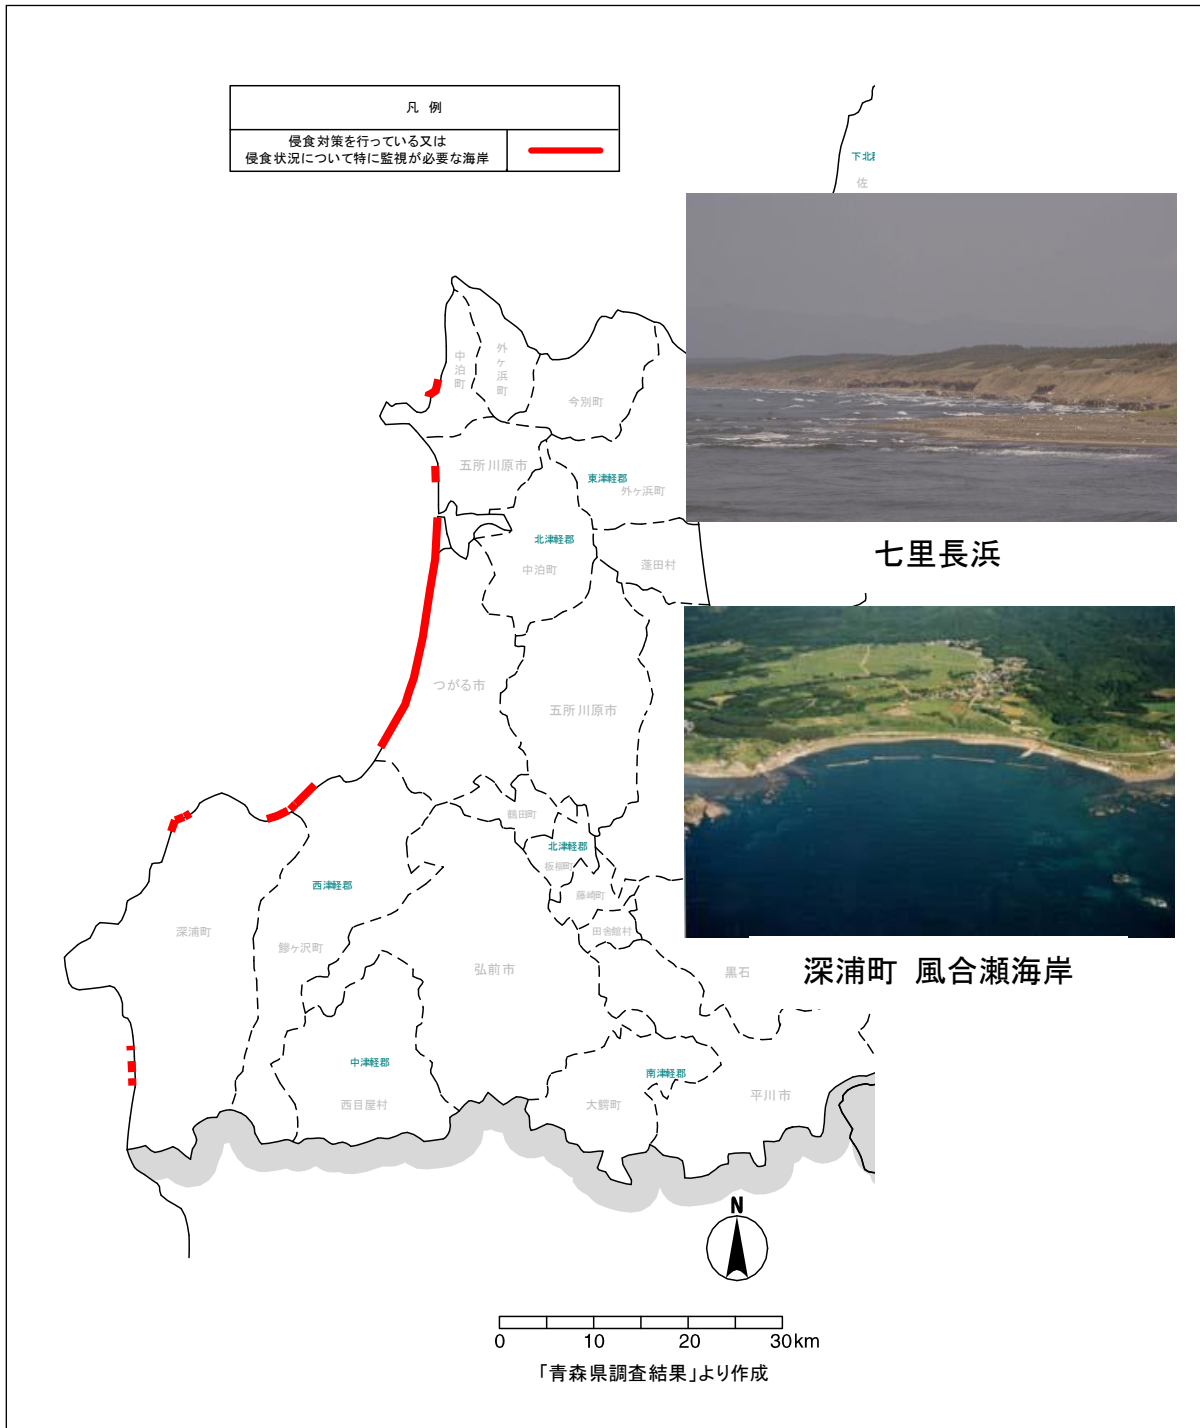 凡 例
侵食対策を行っている又は
侵食状況について特に監視が必要な海岸
下北
佐
中泊町
外ヶ浜町
今別町
五所川原市
東津軽郡
外ヶ浜町
北津軽郡
中泊町
蓬田村
七里長浜
つがる市
五所川原市
鶴田町
北津軽郡
板柳町
藤崎町
田舎館村
西津軽郡
深浦町
鰺ヶ沢町
弘前市
黒石
深浦町 風合瀬海岸
中津軽郡
西目屋村
南津軽郡
大鰐町
平川市
N
0 10 20 30km
「青森県調査結果」より作成